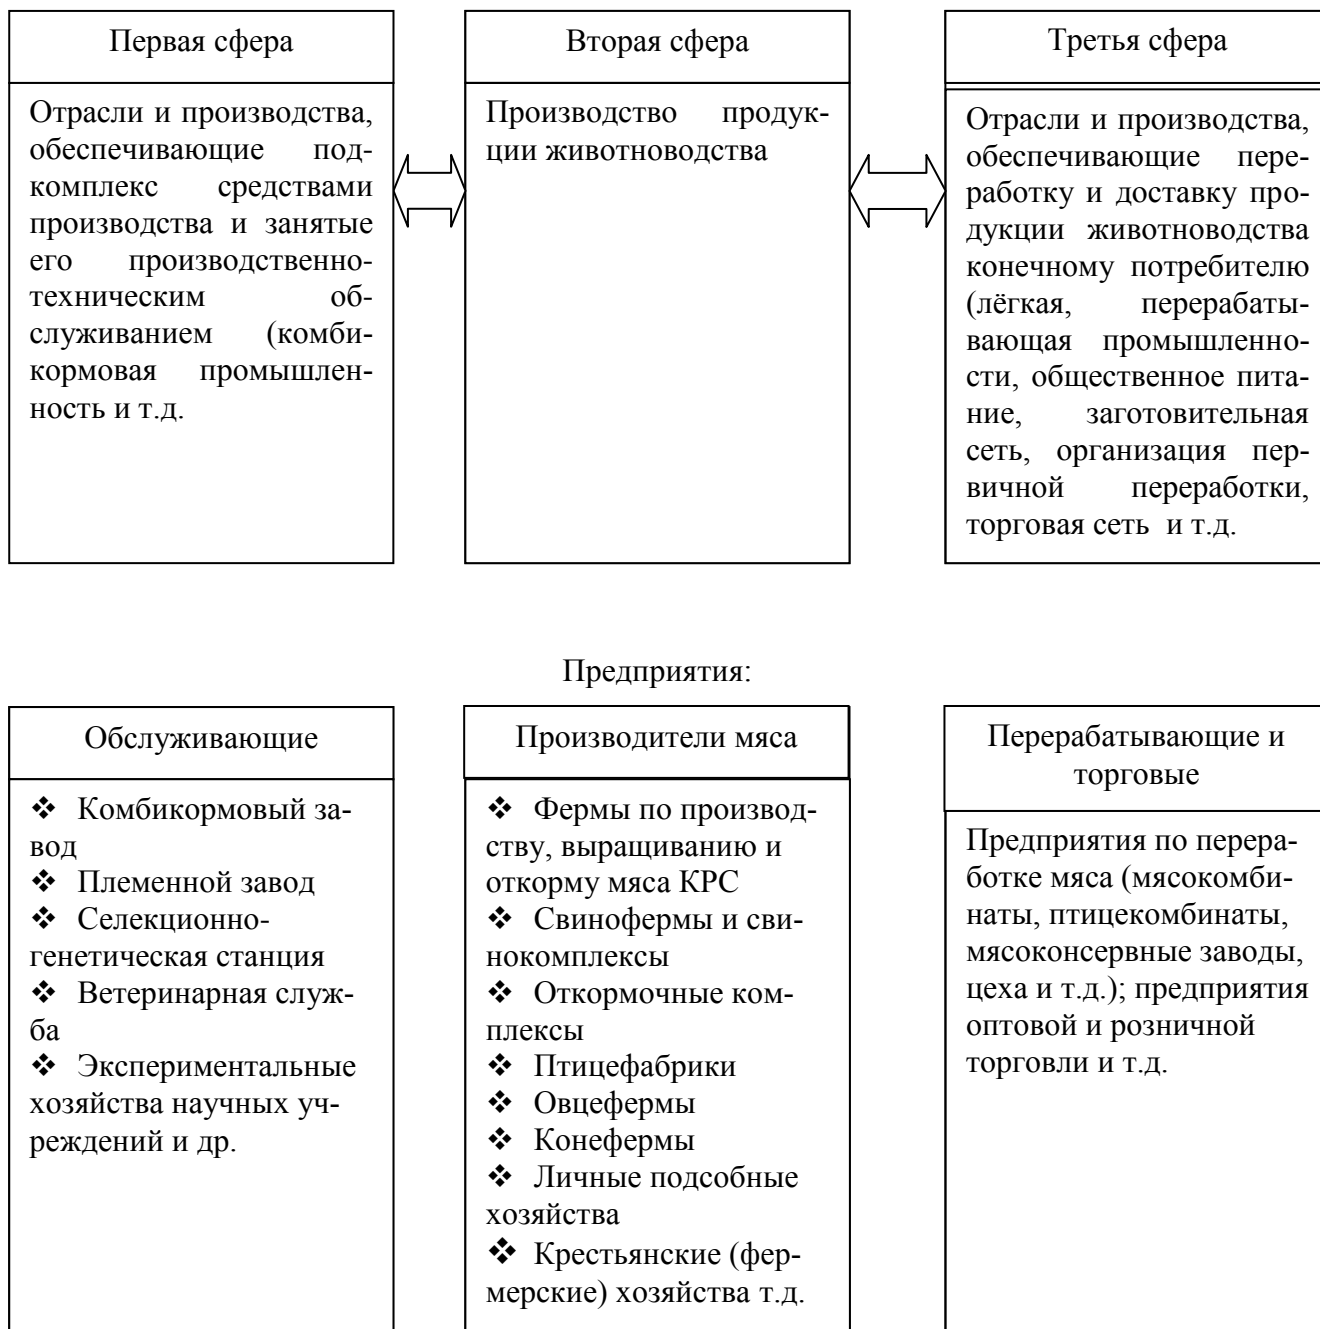 Первая сфера
Отрасли и производства,
обеспечивающие под-
комплекс средствами
производства и занятые
его производственно-
техническим об-
служиванием (комби-
кормовая промышлен-
ность и т.д.
Вторая сфера
Производство продук-
ции животноводства
Третья сфера
Отрасли и производства,
обеспечивающие пере-
работку и доставку про-
дукции животноводства
конечному потребителю
(лёгкая, перерабаты-
вающая промышленно-
сти, общественное пита-
ние, заготовительная
сеть, организация пер-
вичной переработки,
торговая сеть и т.д.
Предприятия:
Обслуживающие
❖ Комбикормовый за-
вод
❖ Племенной завод
❖ Селекционно-
генетическая станция
❖ Ветеринарная служ-
ба
❖ Экспериментальные
хозяйства научных уч-
реждений и др.
Производители мяса
❖ Фермы по производ-
ству, выращиванию и
откорму мяса КРС
❖ Свинофермы и сви-
нокомплексы
❖ Откормочные ком-
плексы
❖ Птицефабрики
❖ Овцефермы
❖ Конефермы
❖ Личные подсобные
хозяйства
❖ Крестьянские (фер-
мерские) хозяйства т.д.
Перерабатывающие и
торговые
Предприятия по перера-
ботке мяса (мясокомби-
наты, птицекомбинаты,
мясоконсервные заводы,
цеха и т.д.); предприятия
оптовой и розничной
торговли и т.д.